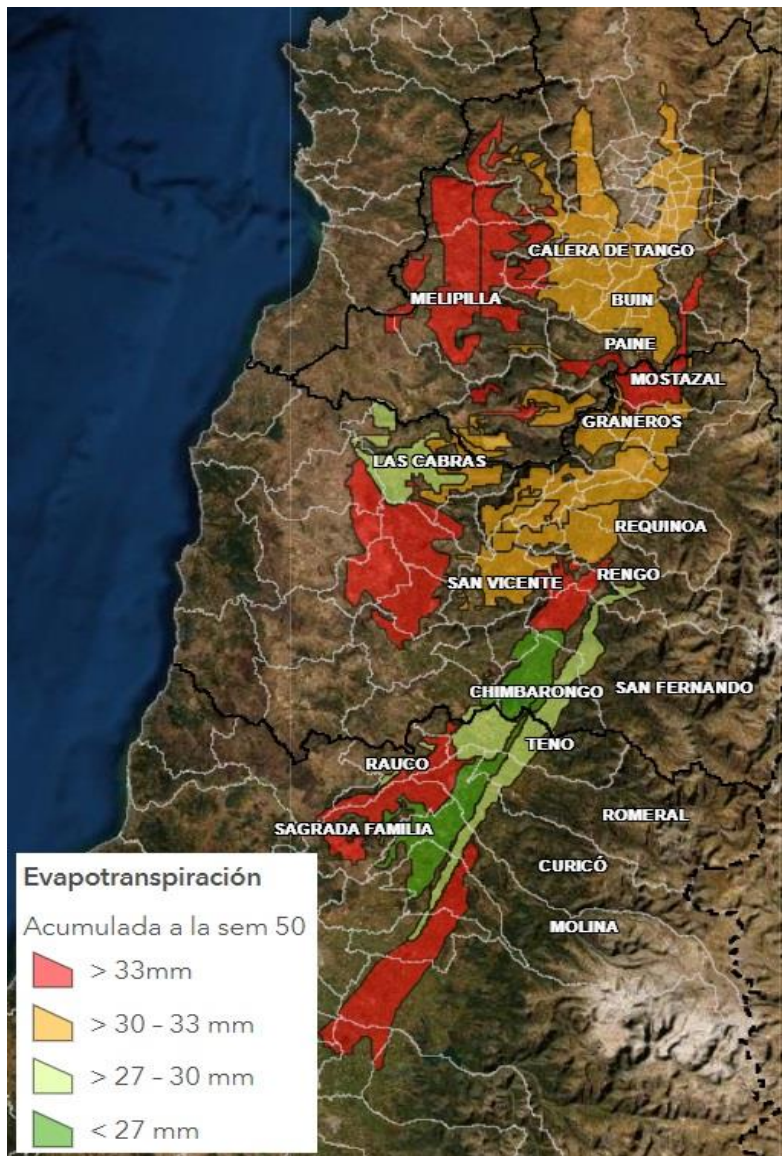 CALERA DE TANGO
MELIPILLA
BUIN
PAINE
MOSTAZAL
GRANEROS
LAS CABRAS
REQUINOA
RENGO
SAN VICENTE
CHIMBARONGO
SAN FERNANDO
TENO
RAUCO
ROMERAL
SAGRADA FAMILIA
CURICÓ
MOLINA
Evapotranspiración
Acumulada a la sem 50
> 33mm
> 30 – 33 mm
> 27 – 30 mm
< 27 mm